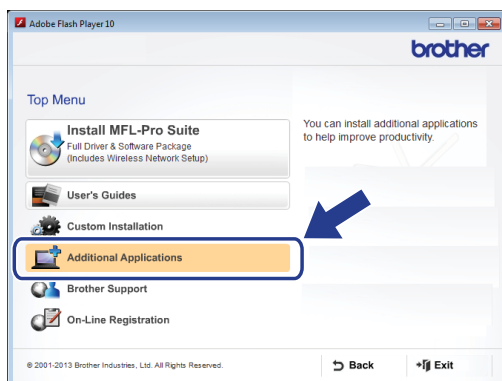 Adobe Flash Player 10
brother
Top Menu
Install MFL-Pro Suite
Full Driver & Software Package
(Includes Wireless Network Setup)
You can install additional applications
to help improve productivity.
User's Guides
Custom Installation
Additional Applications
Brother Support
On-Line Registration
© 2001-2013 Brother Industries, Ltd. All Rights Reserved.
Back
Exit